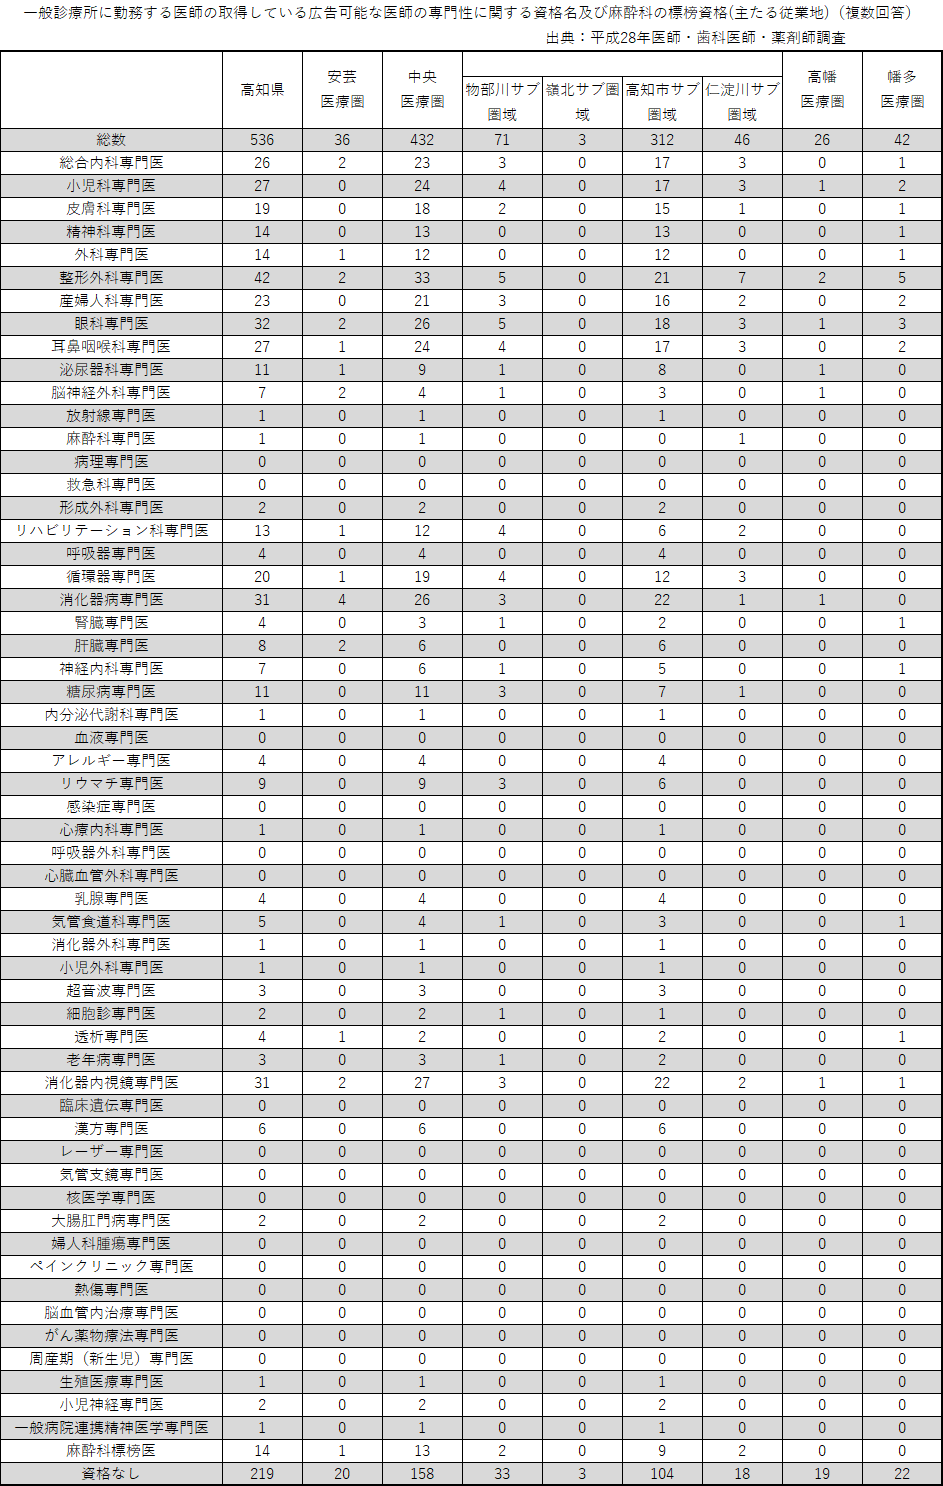 一般診療所に勤務する医師の取得している広告可能な医師の専門性に関する資格名及び麻酔科の標榜資格(主たる従業地)（複数回答）
出典：平成28年医師・歯科医師・薬剤師調査
高知県 安芸医療圏 中央医療圏 物部川サブ圏域 嶺北サブ圏域 高知市サブ圏域 仁淀川サブ圏域 高幡医療圏 幡多医療圏
総数 536 36 432 71 3 312 46 26 42
総合内科専門医 26 2 23 3 0 17 3 0 1
小児科専門医 27 0 24 4 0 17 3 1 2
皮膚科専門医 19 0 18 2 0 15 1 0 1
精神科専門医 14 0 13 0 0 13 0 0 1
外科専門医 14 1 12 0 0 12 0 0 1
整形外科専門医 42 2 33 5 0 21 7 2 5
産婦人科専門医 23 0 21 3 0 16 2 0 2
眼科専門医 32 2 26 5 0 18 3 1 3
耳鼻咽喉科専門医 27 1 24 4 0 17 3 0 2
泌尿器科専門医 11 1 9 1 0 8 0 1 0
脳神経外科専門医 7 2 4 1 0 3 0 1 0
放射線専門医 1 0 1 0 0 1 0 0 0
麻酔科専門医 1 0 1 0 0 0 1 0 0
病理専門医 0 0 0 0 0 0 0 0 0
救急科専門医 0 0 0 0 0 0 0 0 0
形成外科専門医 2 0 2 0 0 2 0 0 0
リハビリテーション科専門医 13 1 12 4 0 6 2 0 0
呼吸器専門医 4 0 4 0 0 4 0 0 0
循環器専門医 20 1 19 4 0 12 3 0 0
消化器病専門医 31 4 26 3 0 22 1 1 0
腎臓専門医 4 0 3 1 0 2 0 0 1
肝臓専門医 8 2 6 0 0 6 0 0 0
神経内科専門医 7 0 6 1 0 5 0 0 1
糖尿病専門医 11 0 11 3 0 7 1 0 0
内分泌代謝科専門医 1 0 1 0 0 1 0 0 0
血液専門医 0 0 0 0 0 0 0 0 0
アレルギー専門医 4 0 4 0 0 4 0 0 0
リウマチ専門医 9 0 9 3 0 6 0 0 0
感染症専門医 0 0 0 0 0 0 0 0 0
心療内科専門医 1 0 1 0 0 1 0 0 0
呼吸器外科専門医 0 0 0 0 0 0 0 0 0
心臓血管外科専門医 0 0 0 0 0 0 0 0 0
乳腺専門医 4 0 4 0 0 4 0 0 0
気管食道科専門医 5 0 4 1 0 3 0 0 1
消化器外科専門医 1 0 1 0 0 1 0 0 0
小児外科専門医 1 0 1 0 0 1 0 0 0
超音波専門医 3 0 3 0 0 3 0 0 0
細胞診専門医 2 0 2 1 0 1 0 0 0
透析専門医 4 1 2 0 0 2 0 0 1
老年病専門医 3 0 3 1 0 2 0 0 0
消化器内視鏡専門医 31 2 27 3 0 22 2 1 1
臨床遺伝専門医 0 0 0 0 0 0 0 0 0
漢方専門医 6 0 6 0 0 6 0 0 0
レーザー専門医 0 0 0 0 0 0 0 0 0
気管支鏡専門医 0 0 0 0 0 0 0 0 0
核医学専門医 0 0 0 0 0 0 0 0 0
大腸肛門病専門医 2 0 2 0 0 2 0 0 0
婦人科腫瘍専門医 0 0 0 0 0 0 0 0 0
ペインクリニック専門医 0 0 0 0 0 0 0 0 0
熱傷専門医 0 0 0 0 0 0 0 0 0
脳血管内治療専門医 0 0 0 0 0 0 0 0 0
がん薬物療法専門医 0 0 0 0 0 0 0 0 0
周産期（新生児）専門医 0 0 0 0 0 0 0 0 0
生殖医療専門医 1 0 1 0 0 1 0 0 0
小児神経専門医 2 0 2 0 0 2 0 0 0
一般病院連携精神医学専門医 1 0 1 0 0 1 0 0 0
麻酔科標榜医 14 1 13 2 0 9 2 0 0
資格なし 219 20 158 33 3 104 18 19 22